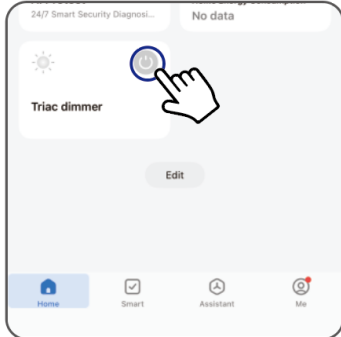 24/7 Smart Security Diagnosi...
No data
Triac dimmer
Edit
Home
Smart
Assistant
Me